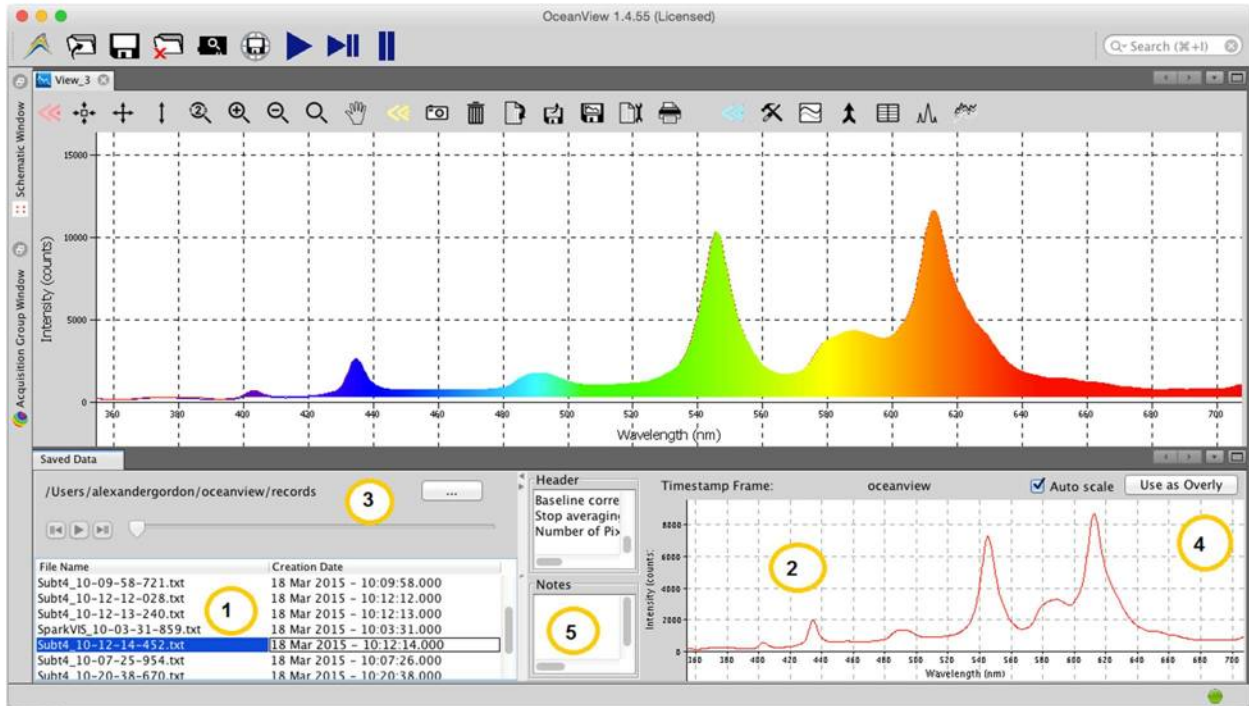 OceanView 1.4.55 (Licensed)
Search (⌘+I)
View_3
Schematic Window
Acquisition Group Window
2
Intensity (counts)
15000
10000
5000
0
360 380 400 420 440 460 480 500 520 540 560 580 600 620 640 660 680 700
Wavelength (nm)
Saved Data
/Users/alexandergordon/oceanview/records
3
...
File Name Creation Date
Subt4_10-09-58-721.txt 18 Mar 2015 - 10:09:58.000
Subt4_10-12-12-028.txt 18 Mar 2015 - 10:12:12.000
Subt4_10-12-13-240.txt 18 Mar 2015 - 10:12:13.000
SparkVIS_10-03-31-859.txt 18 Mar 2015 - 10:03:31.000
Subt4_10-12-14-452.txt 18 Mar 2015 - 10:12:14.000
Subt4_10-07-25-954.txt 18 Mar 2015 - 10:07:26.000
Subt4_10-20-38-670.txt 18 Mar 2015 - 10:20:38.000
1
Header
Baseline corre
Stop averaging
Number of Pix
Notes
5
Timestamp Frame: oceanview
Auto scale
Use as Overly
4
2
Intensity (counts:
8000
6000
4000
2000
0
360 380 400 420 440 460 480 500 520 540 560 580 600 620 640 660 680 700
Wavelength (nm)